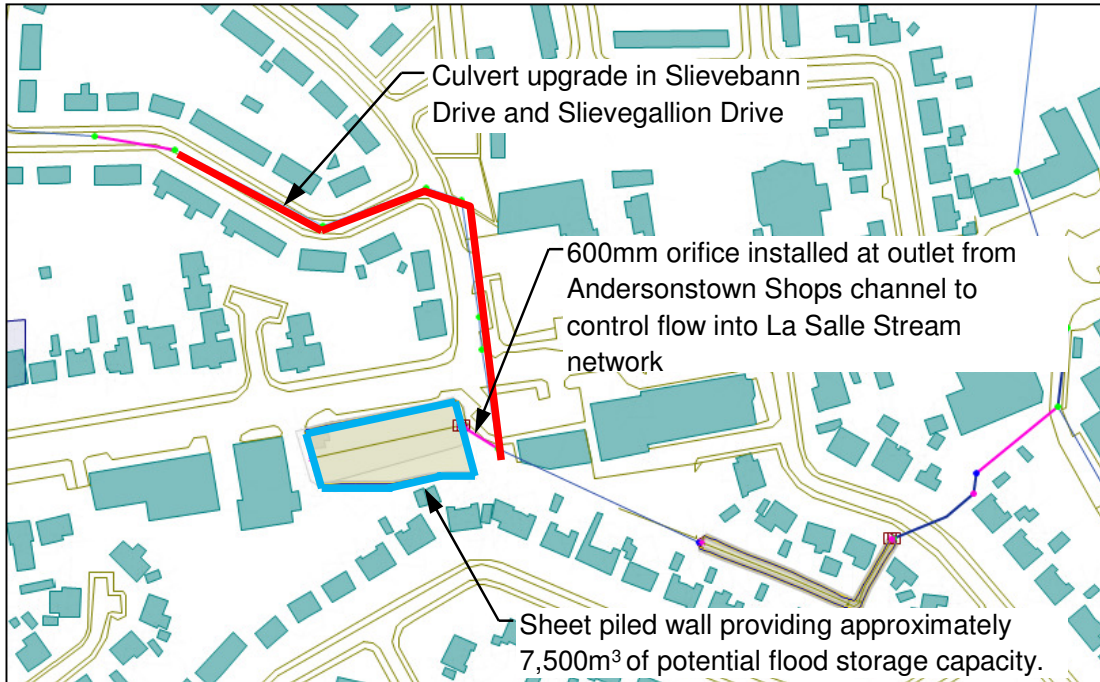 Culvert upgrade in Slievebann
Drive and Slievegallion Drive
600mm orifice installed at outlet from
Andersonstown Shops channel to
control flow into La Salle Stream
network
Sheet piled wall providing approximately
7,500m³ of potential flood storage capacity.